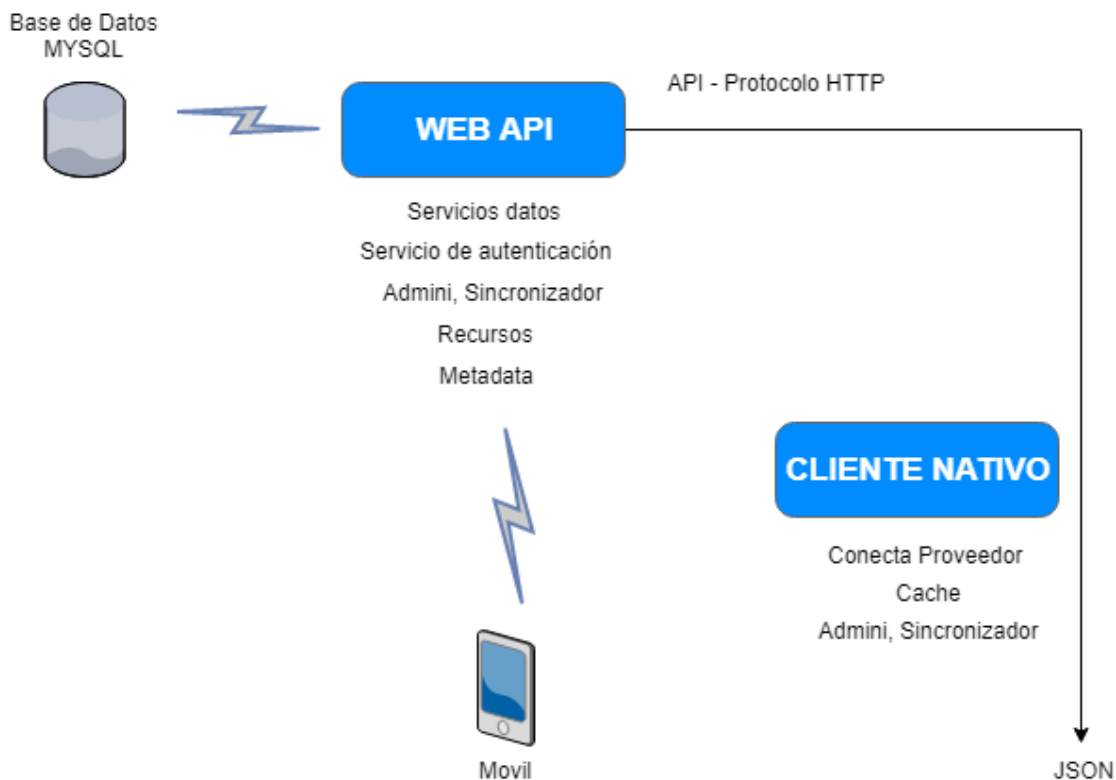 Base de Datos
MYSQL
API - Protocolo HTTP
WEB API
Servicios datos
Servicio de autenticación
Admini, Sincronizador
Recursos
Metadata
CLIENTE NATIVO
Conecta Proveedor
Cache
Admini, Sincronizador
Movil
JSON